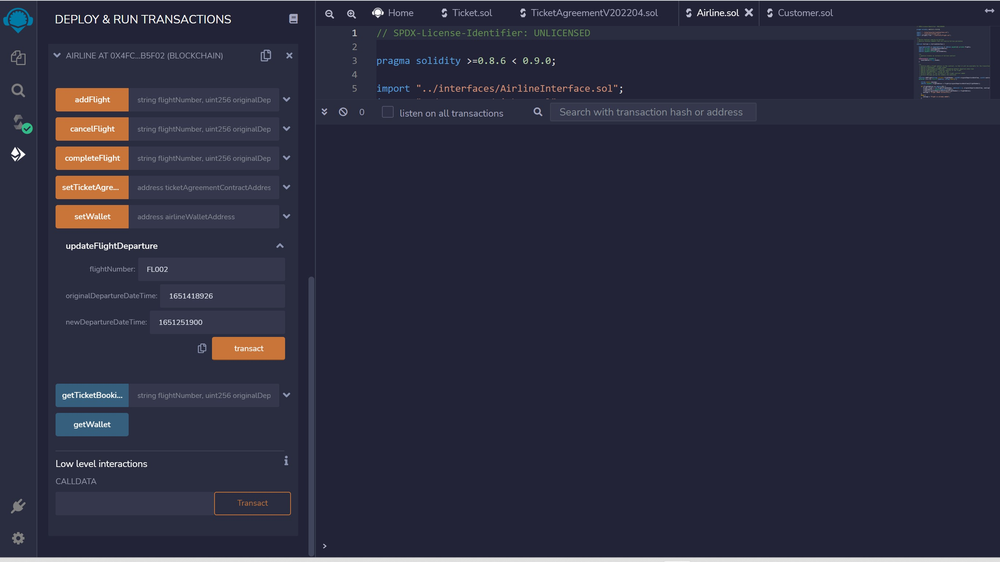 DEPLOY & RUN TRANSACTIONS
AIRLINE AT 0X4FC...B5F02 (BLOCKCHAIN)
addFlight string flightNumber, uint256 originalDep
cancelFlight string flightNumber, uint256 originalDep
completeFlight string flightNumber, uint256 originalDep
setTicketAgre... address ticketAgreementContractAddres
setWallet address airlineWalletAddress
updateFlightDeparture
flightNumber: FL002
originalDepartureDateTime: 1651418926
newDepartureDateTime: 1651251900
transact
getTicketBooki... string flightNumber, uint256 originalDep
getWallet
Low level interactions
CALLDATA
Transact
Home Ticket.sol TicketAgreementV202204.sol Airline.sol Customer.sol
1 // SPDX-License-Identifier: UNLICENSED
2
3 pragma solidity >=0.8.6 < 0.9.0;
4
5 import "../interfaces/AirlineInterface.sol";
0 listen on all transactions Search with transaction hash or address
>